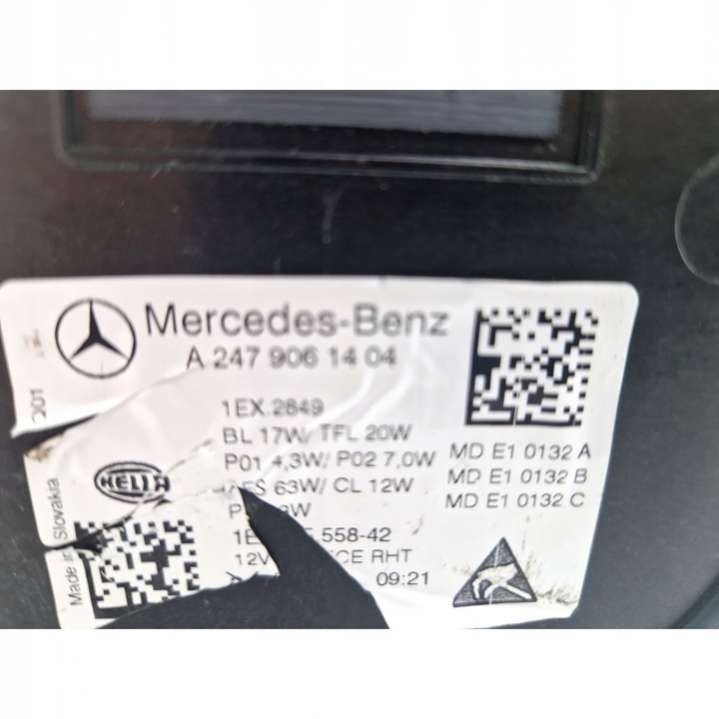 Mercedes-Benz
A 247 906 14 04
1EX.2849
BL 17W/ TFL 20W
P01 4,3W/ P02 7,0W
63W/ CL 12W
558-42
12V RHT
09:21
MD E1 0132 A
MD E1 0132 B
MD E1 0132 C
HELLA
Made in Slovakia